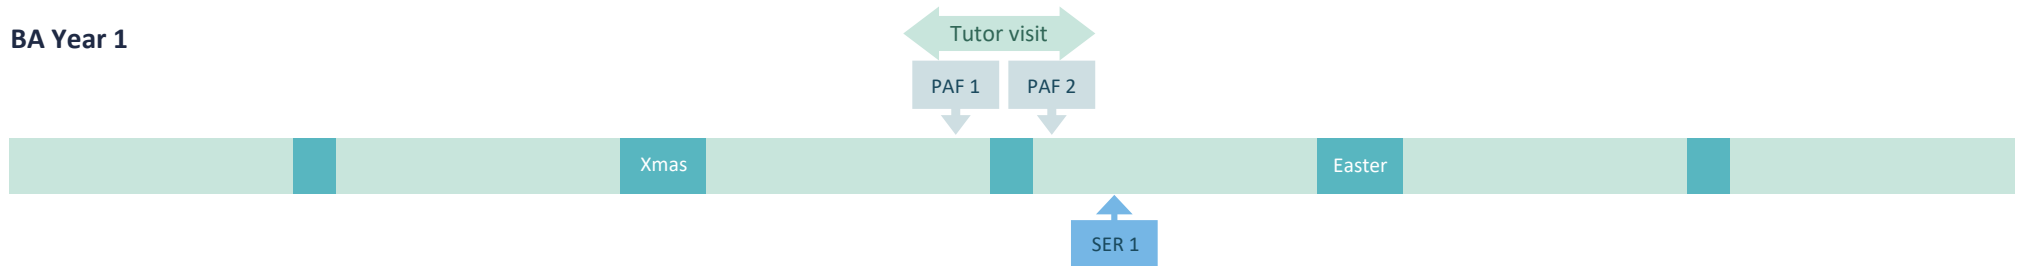 BA Year 1
Tutor visit
PAF 1
PAF 2
Xmas
Easter
SER 1